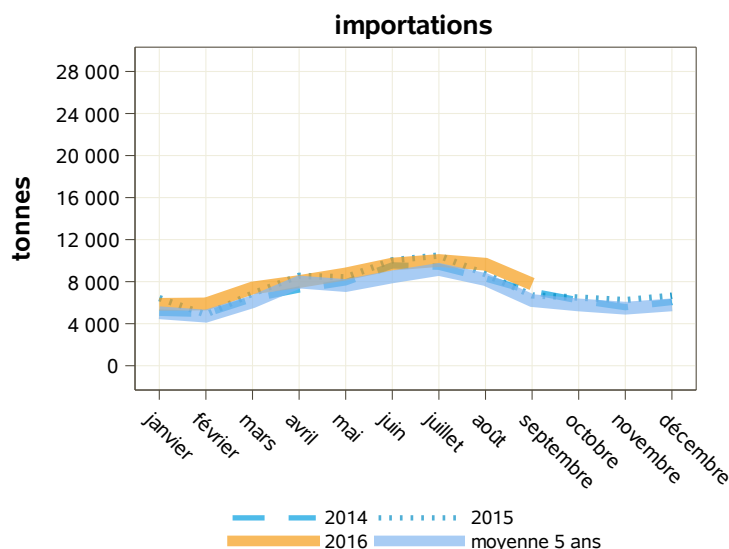 importations
tonnes
28 000
24 000
20 000
16 000
12 000
8 000
4 000
0
janvier
février
mars
avril
mai
juin
juillet
août
septembre
octobre
novembre
décembre
2014 2015
2016 moyenne 5 ans